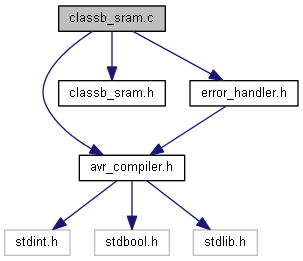 classb_sram.c
classb_sram.h
error_handler.h
avr_compiler.h
stdint.h
stdbool.h
stdlib.h